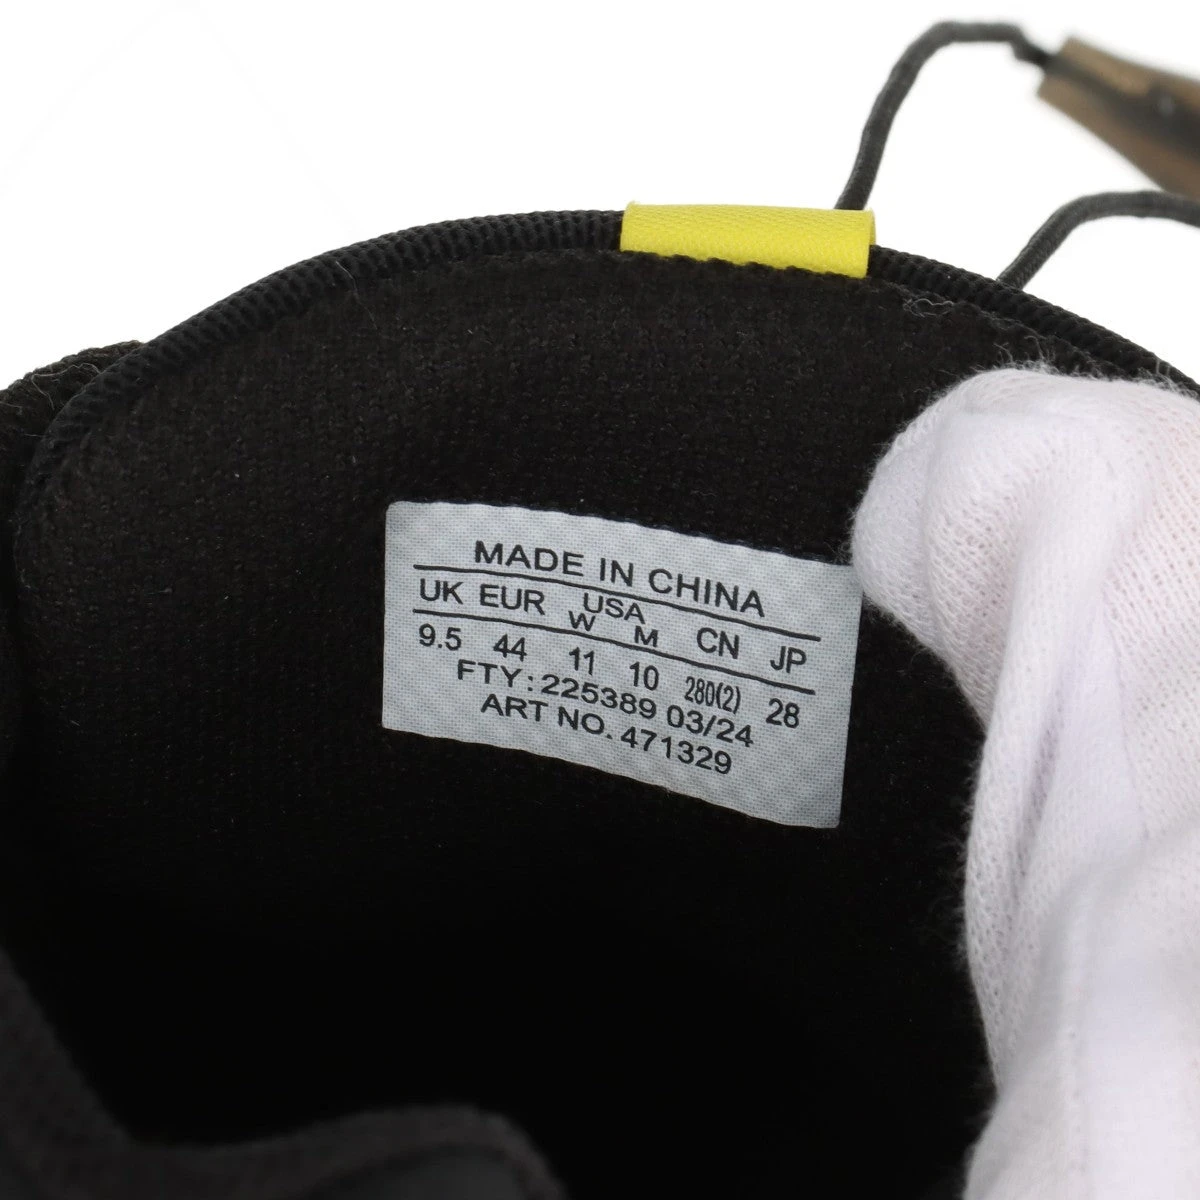 MADE IN CHINA
UK EUR USA CN JP
W M
9.5 44 11 10 280(2) 28
FTY: 225389 03/24
ART NO. 471329